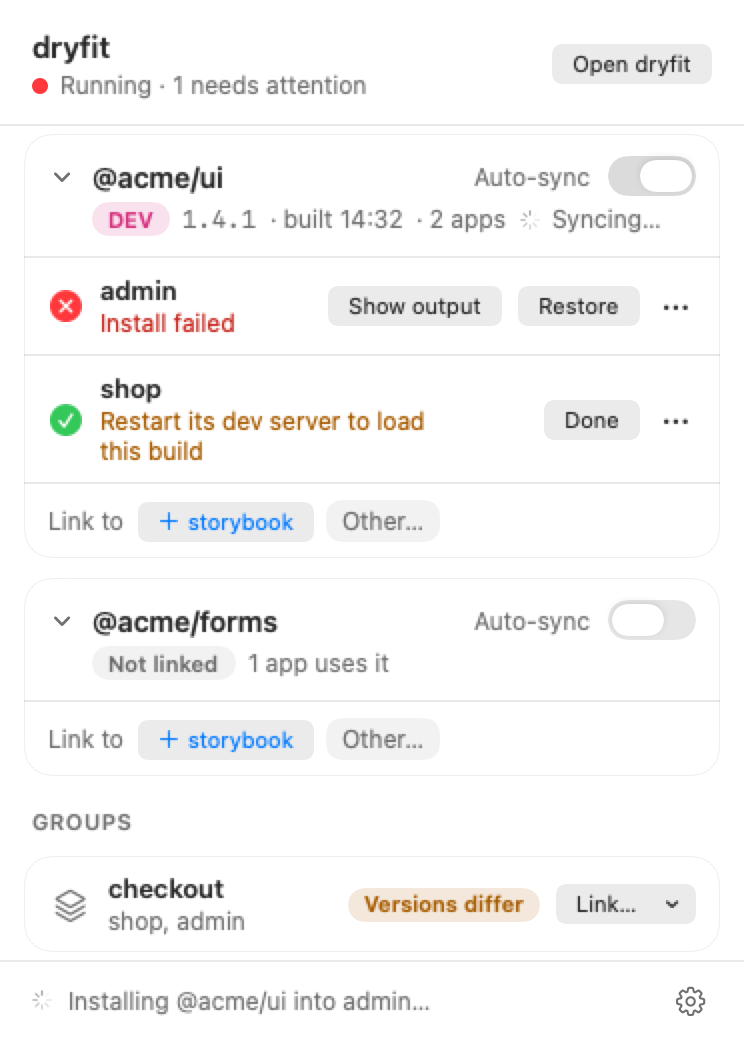 dryfit
Running · 1 needs attention
Open dryfit
@acme/ui
Auto-sync
DEV 1.4.1 · built 14:32 · 2 apps Syncing...
admin
Install failed
Show output
Restore
shop
Restart its dev server to load
this build
Done
Link to + storybook Other...
@acme/forms
Auto-sync
Not linked 1 app uses it
Link to + storybook Other...
GROUPS
checkout
shop, admin
Versions differ
Link...
Installing @acme/ui into admin...